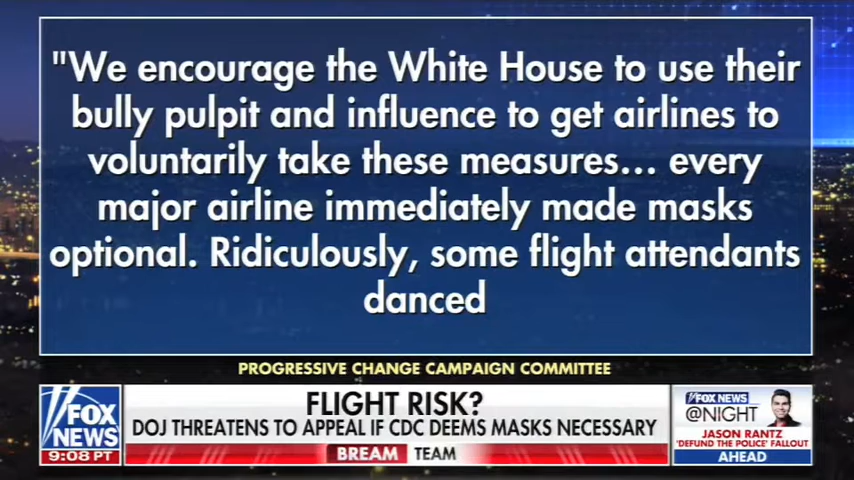 "We encourage the White House to use their
bully pulpit and influence to get airlines to
voluntarily take these measures... every
major airline immediately made masks
optional. Ridiculously, some flight attendants
danced
PROGRESSIVE CHANGE CAMPAIGN COMMITTEE
FOX
NEWS
9:08 PT
FLIGHT RISK?
DOJ THREATENS TO APPEAL IF CDC DEEMS MASKS NECESSARY
BREAM TEAM
FOX NEWS
@NIGHT
JASON RANTZ
'DEFUND THE POLICE' FALLOUT
AHEAD